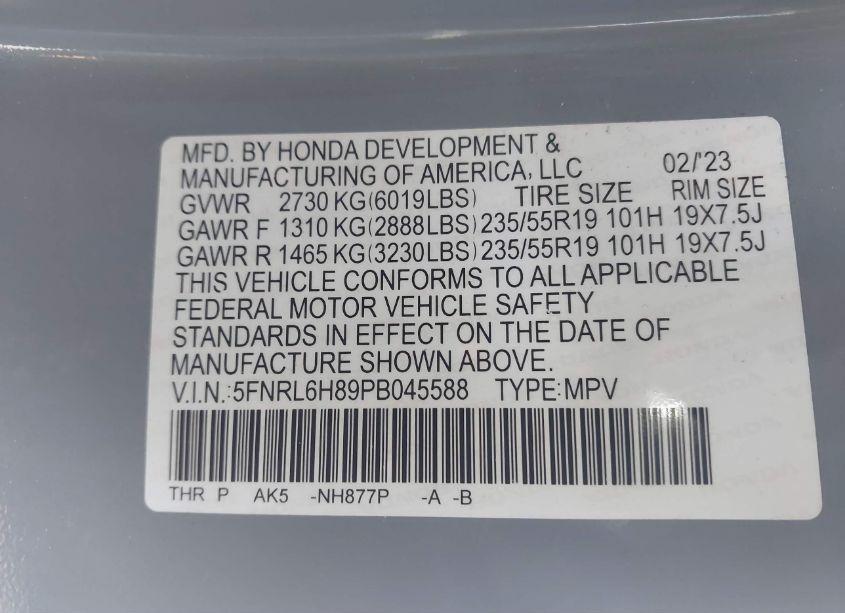 MFD. BY HONDA DEVELOPMENT &
MANUFACTURING OF AMERICA, LLC 02/'23
GVWR 2730 KG(6019LBS) TIRE SIZE RIM SIZE
GAWR F 1310 KG(2888LBS) 235/55R19 101H 19X7.5J
GAWR R 1465 KG(3230LBS) 235/55R19 101H 19X7.5J
THIS VEHICLE CONFORMS TO ALL APPLICABLE
FEDERAL MOTOR VEHICLE SAFETY
STANDARDS IN EFFECT ON THE DATE OF
MANUFACTURE SHOWN ABOVE.
V.I.N.:5FNRL6H89PB045588 TYPE:MPV
THR P AK5 -NH877P -A -B